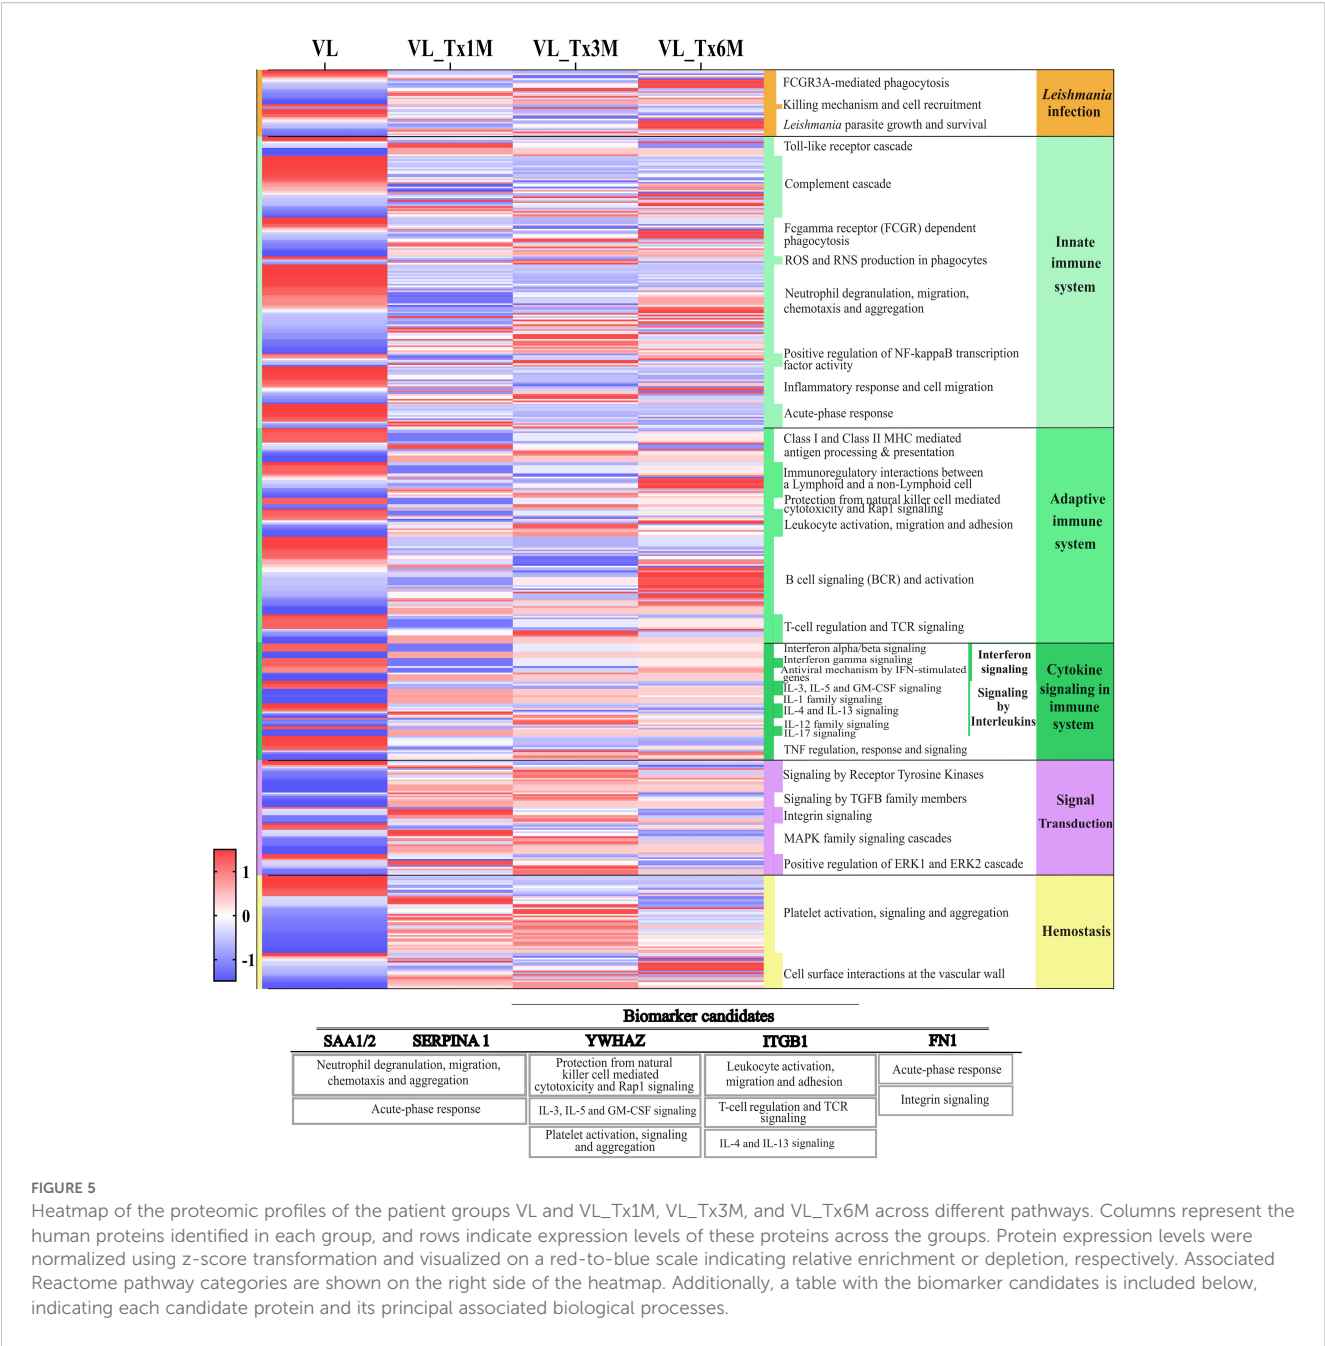 VL VL_Tx1M VL_Tx3M VL_Tx6M
FCGR3A-mediated phagocytosis
Killing mechanism and cell recruitment
Leishmania parasite growth and survival
Leishmania
infection
Toll-like receptor cascade
Complement cascade
Fcgamma receptor (FCGR) dependent
phagocytosis
ROS and RNS production in phagocytes
Neutrophil degranulation, migration,
chemotaxis and aggregation
Positive regulation of NF-kappaB transcription
factor activity
Inflammatory response and cell migration
Acute-phase response
Innate
immune
system
Class I and Class II MHC mediated
antigen processing & presentation
Immunoregulatory interactions between
a Lymphoid and a non-Lymphoid cell
Protection from natural killer cell mediated
cytotoxicity and Rap1 signaling
Leukocyte activation, migration and adhesion
B cell signaling (BCR) and activation
T-cell regulation and TCR signaling
Adaptive
immune
system
Interferon alpha/beta signaling
Interferon gamma signaling
Antiviral mechanism by IFN-stimulated
genes
IL-3, IL-5 and GM-CSF signaling
IL-1 family signaling
IL-4 and IL-13 signaling
IL-12 family signaling
IL-17 signaling
TNF regulation, response and signaling
Interferon
signaling
Signaling
by
Interleukins
Cytokine
signaling in
immune
system
Signaling by Receptor Tyrosine Kinases
Signaling by TGFB family members
Integrin signaling
MAPK family signaling cascades
Positive regulation of ERK1 and ERK2 cascade
Signal
Transduction
1
0
-1
Platelet activation, signaling and aggregation
Cell surface interactions at the vascular wall
Hemostasis
Biomarker candidates
SAA1/2 SERPINA 1 YWHAZ ITGB1 FN1
Neutrophil degranulation, migration,
chemotaxis and aggregation
Acute-phase response
Protection from natural
killer cell mediated
cytotoxicity and Rap1 signaling
IL-3, IL-5 and GM-CSF signaling
Platelet activation, signaling
and aggregation
Leukocyte activation,
migration and adhesion
T-cell regulation and TCR
signaling
IL-4 and IL-13 signaling
Acute-phase response
Integrin signaling
FIGURE 5
Heatmap of the proteomic profiles of the patient groups VL and VL_Tx1M, VL_Tx3M, and VL_Tx6M across different pathways. Columns represent the
human proteins identified in each group, and rows indicate expression levels of these proteins across the groups. Protein expression levels were
normalized using z-score transformation and visualized on a red-to-blue scale indicating relative enrichment or depletion, respectively. Associated
Reactome pathway categories are shown on the right side of the heatmap. Additionally, a table with the biomarker candidates is included below,
indicating each candidate protein and its principal associated biological processes.